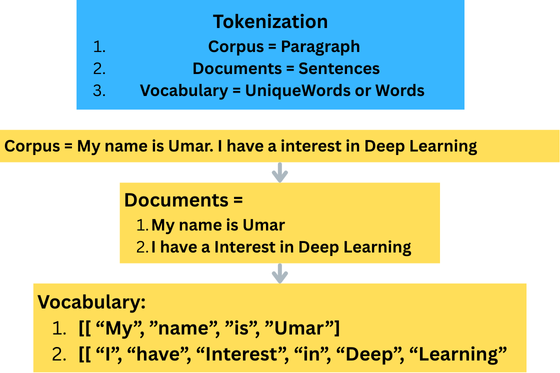 Tokenization
1. Corpus = Paragraph
2. Documents = Sentences
3. Vocabulary = UniqueWords or Words
Corpus = My name is Umar. I have a interest in Deep Learning
Documents =
1. My name is Umar
2. I have a Interest in Deep Learning
Vocabulary:
1. [[ “My”, ”name”, ”is”, ”Umar”]
2. [[ “I”, “have”, “Interest”, “in”, “Deep”, “Learning”